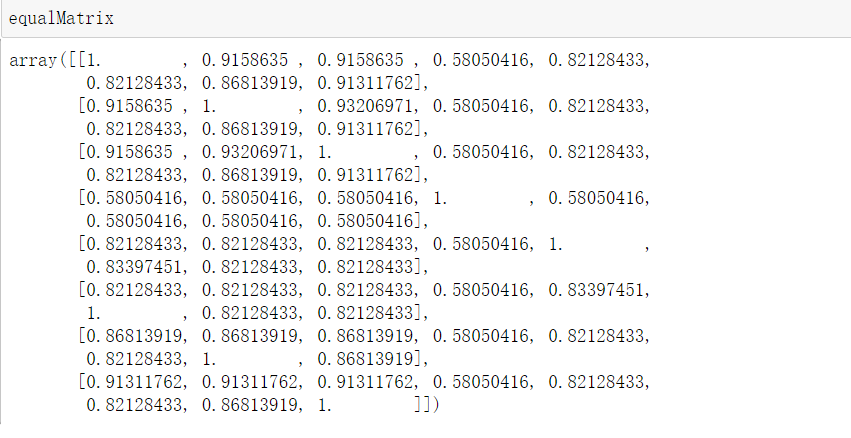 equalMatrix
array([[1.        , 0.9158635 , 0.9158635 , 0.58050416, 0.82128433,
        0.82128433, 0.86813919, 0.91311762],
       [0.9158635 , 1.        , 0.93206971, 0.58050416, 0.82128433,
        0.82128433, 0.86813919, 0.91311762],
       [0.9158635 , 0.93206971, 1.        , 0.58050416, 0.82128433,
        0.82128433, 0.86813919, 0.91311762],
       [0.58050416, 0.58050416, 0.58050416, 1.        , 0.58050416,
        0.58050416, 0.58050416, 0.58050416],
       [0.82128433, 0.82128433, 0.82128433, 0.58050416, 1.        ,
        0.83397451, 0.82128433, 0.82128433],
       [0.82128433, 0.82128433, 0.82128433, 0.58050416, 0.83397451,
        1.        , 0.82128433, 0.82128433],
       [0.86813919, 0.86813919, 0.86813919, 0.58050416, 0.82128433,
        0.82128433, 1.        , 0.86813919],
       [0.91311762, 0.91311762, 0.91311762, 0.58050416, 0.82128433,
        0.82128433, 0.86813919, 1.        ]])